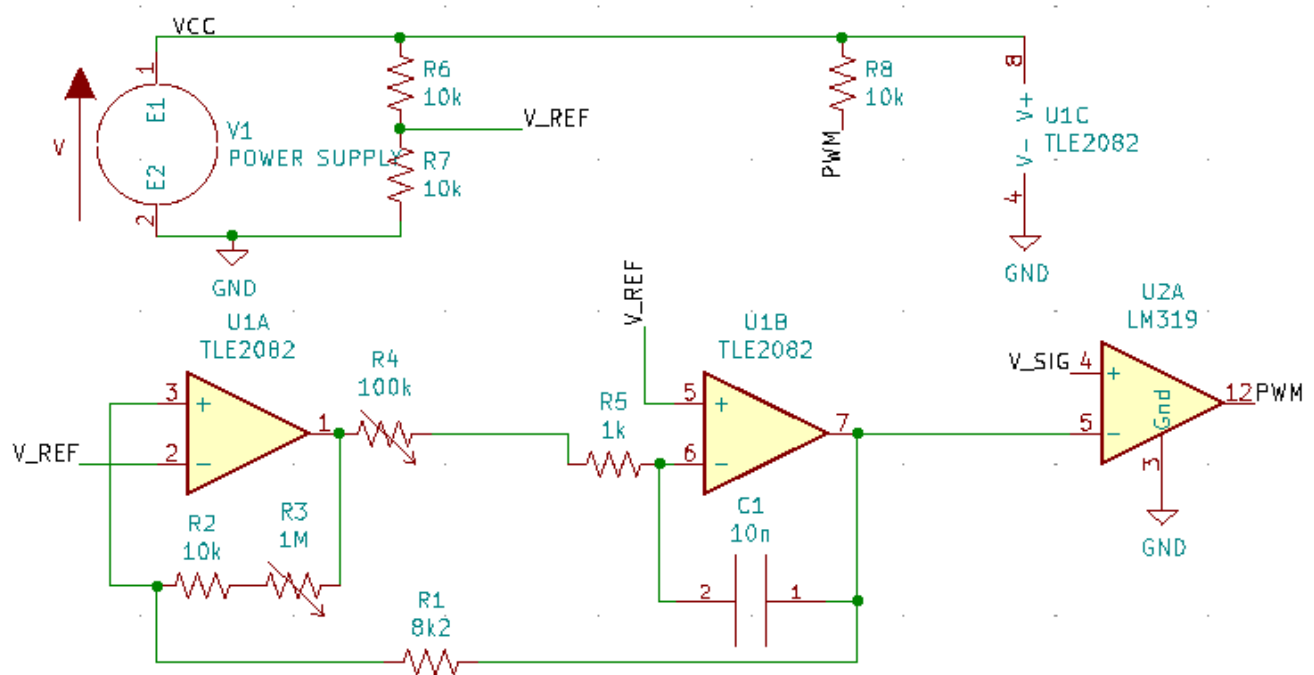 VCC
1
E1
V
E2
2
V1
POWER SUPPLY
R6
10k
V_REF
R7
10k
R8
10k
PWM
8
V+
V-
4
U1C
TLE2082
GND
GND
U1A
TLE2082
3
+
1
V_REF
2
−
R4
100k
R2
10k
R3
1M
R1
8k2
V_REF
R5
1k
U1B
TLE2082
5
+
7
6
−
C1
10n
2
1
U2A
LM319
V_SIG
4
+
Gnd
12
PWM
5
−
3
GND